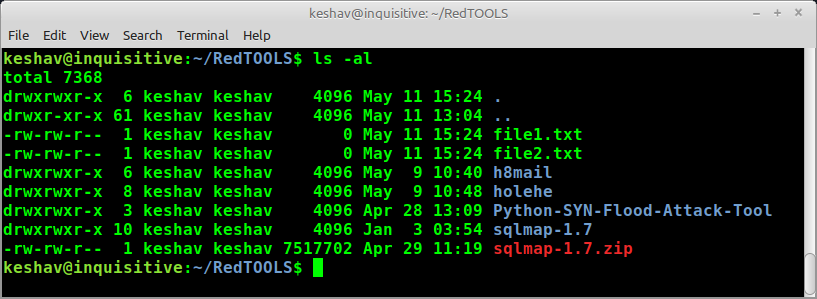 keshav@inquisitive: ~/RedTOOLS
File Edit View Search Terminal Help
keshav@inquisitive:~/RedTOOLS$ ls -al
total 7368
drwxrwxr-x  6 keshav keshav    4096 May 11 15:24 .
drwxr-xr-x 61 keshav keshav    4096 May 11 13:04 ..
-rw-rw-r--  1 keshav keshav       0 May 11 15:24 file1.txt
-rw-rw-r--  1 keshav keshav       0 May 11 15:24 file2.txt
drwxrwxr-x  6 keshav keshav    4096 May  9 10:40 h8mail
drwxrwxr-x  8 keshav keshav    4096 May  9 10:48 holehe
drwxrwxr-x  3 keshav keshav    4096 Apr 28 13:09 Python-SYN-Flood-Attack-Tool
drwxrwxr-x 10 keshav keshav    4096 Jan  3 03:54 sqlmap-1.7
-rw-rw-r--  1 keshav keshav 7517702 Apr 29 11:19 sqlmap-1.7.zip
keshav@inquisitive:~/RedTOOLS$